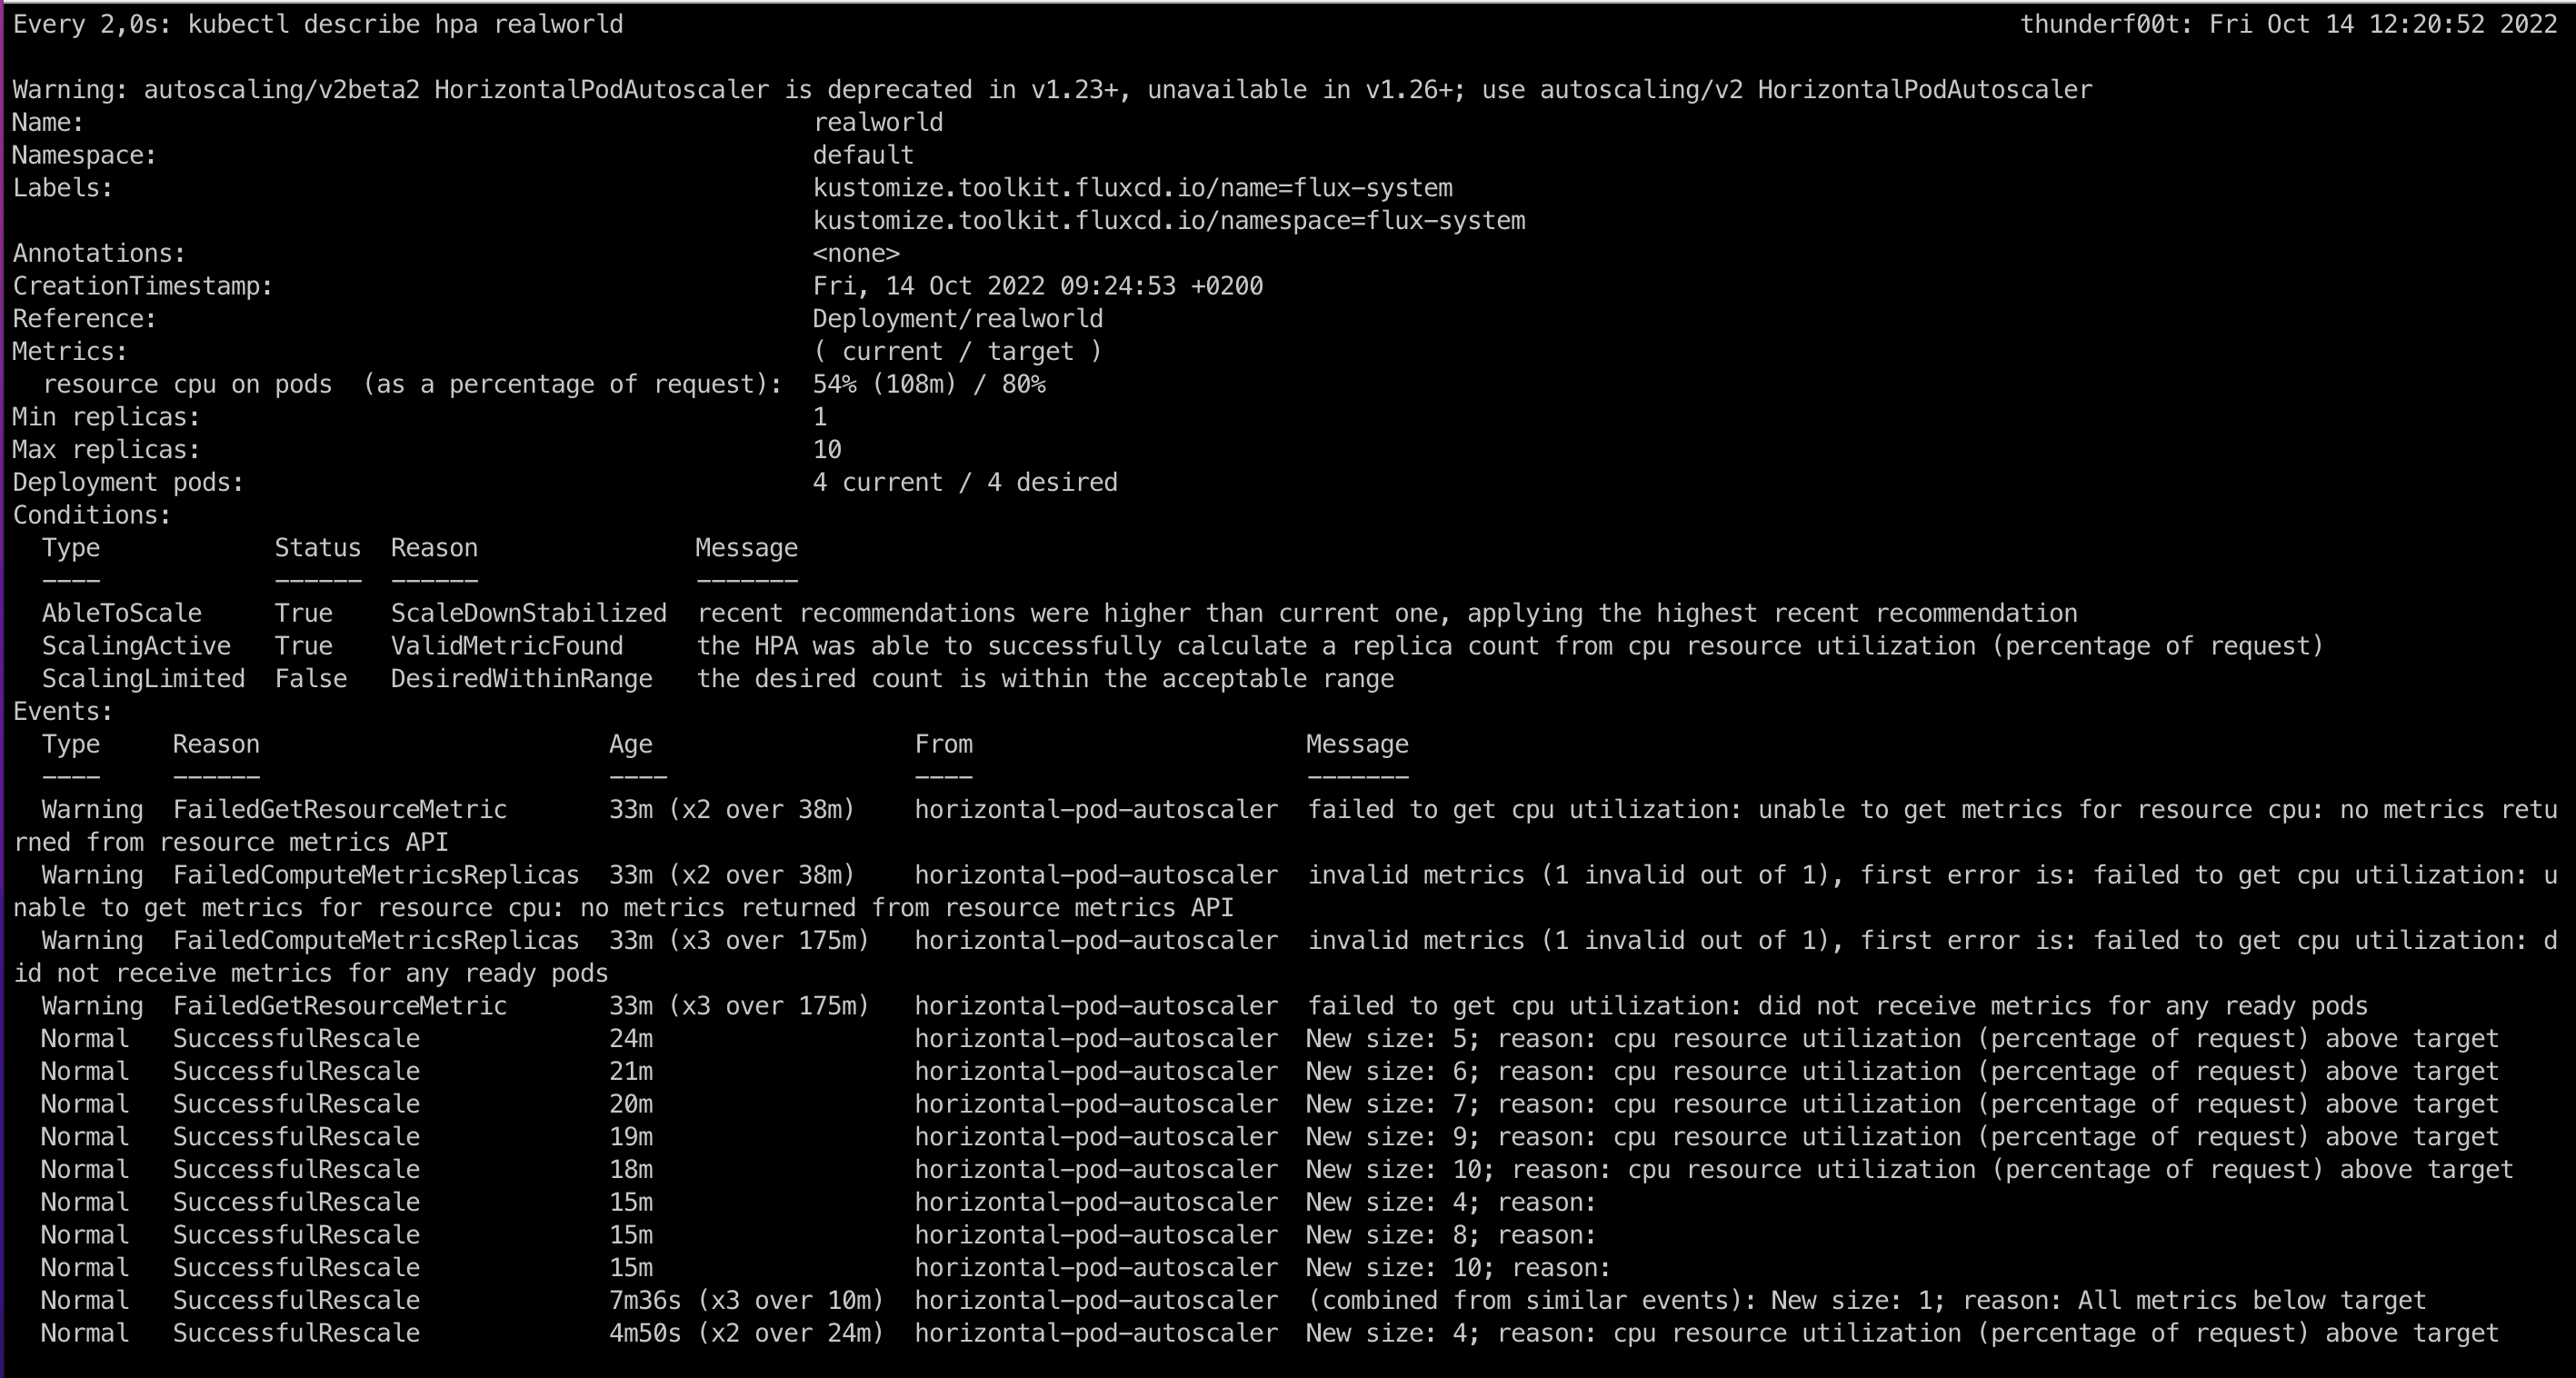 Every 2,0s: kubectl describe hpa realworld thunderf00t: Fri Oct 14 12:20:52 2022
Warning: autoscaling/v2beta2 HorizontalPodAutoscaler is deprecated in v1.23+, unavailable in v1.26+; use autoscaling/v2 HorizontalPodAutoscaler
Name: realworld
Namespace: default
Labels: kustomize.toolkit.fluxcd.io/name=flux-system
kustomize.toolkit.fluxcd.io/namespace=flux-system
Annotations: <none>
CreationTimestamp: Fri, 14 Oct 2022 09:24:53 +0200
Reference: Deployment/realworld
Metrics: ( current / target )
resource cpu on pods (as a percentage of request): 54% (108m) / 80%
Min replicas: 1
Max replicas: 10
Deployment pods: 4 current / 4 desired
Conditions:
Type Status Reason Message
---- ------ ------ -------
AbleToScale True ScaleDownStabilized recent recommendations were higher than current one, applying the highest recent recommendation
ScalingActive True ValidMetricFound the HPA was able to successfully calculate a replica count from cpu resource utilization (percentage of request)
ScalingLimited False DesiredWithinRange the desired count is within the acceptable range
Events:
Type Reason Age From Message
---- ------ ---- ---- -------
Warning FailedGetResourceMetric 33m (x2 over 38m) horizontal-pod-autoscaler failed to get cpu utilization: unable to get metrics for resource cpu: no metrics retu
rned from resource metrics API
Warning FailedComputeMetricsReplicas 33m (x2 over 38m) horizontal-pod-autoscaler invalid metrics (1 invalid out of 1), first error is: failed to get cpu utilization: u
nable to get metrics for resource cpu: no metrics returned from resource metrics API
Warning FailedComputeMetricsReplicas 33m (x3 over 175m) horizontal-pod-autoscaler invalid metrics (1 invalid out of 1), first error is: failed to get cpu utilization: d
id not receive metrics for any ready pods
Warning FailedGetResourceMetric 33m (x3 over 175m) horizontal-pod-autoscaler failed to get cpu utilization: did not receive metrics for any ready pods
Normal SuccessfulRescale 24m horizontal-pod-autoscaler New size: 5; reason: cpu resource utilization (percentage of request) above target
Normal SuccessfulRescale 21m horizontal-pod-autoscaler New size: 6; reason: cpu resource utilization (percentage of request) above target
Normal SuccessfulRescale 20m horizontal-pod-autoscaler New size: 7; reason: cpu resource utilization (percentage of request) above target
Normal SuccessfulRescale 19m horizontal-pod-autoscaler New size: 9; reason: cpu resource utilization (percentage of request) above target
Normal SuccessfulRescale 18m horizontal-pod-autoscaler New size: 10; reason: cpu resource utilization (percentage of request) above target
Normal SuccessfulRescale 15m horizontal-pod-autoscaler New size: 4; reason:
Normal SuccessfulRescale 15m horizontal-pod-autoscaler New size: 8; reason:
Normal SuccessfulRescale 15m horizontal-pod-autoscaler New size: 10; reason:
Normal SuccessfulRescale 7m36s (x3 over 10m) horizontal-pod-autoscaler (combined from similar events): New size: 1; reason: All metrics below target
Normal SuccessfulRescale 4m50s (x2 over 24m) horizontal-pod-autoscaler New size: 4; reason: cpu resource utilization (percentage of request) above target